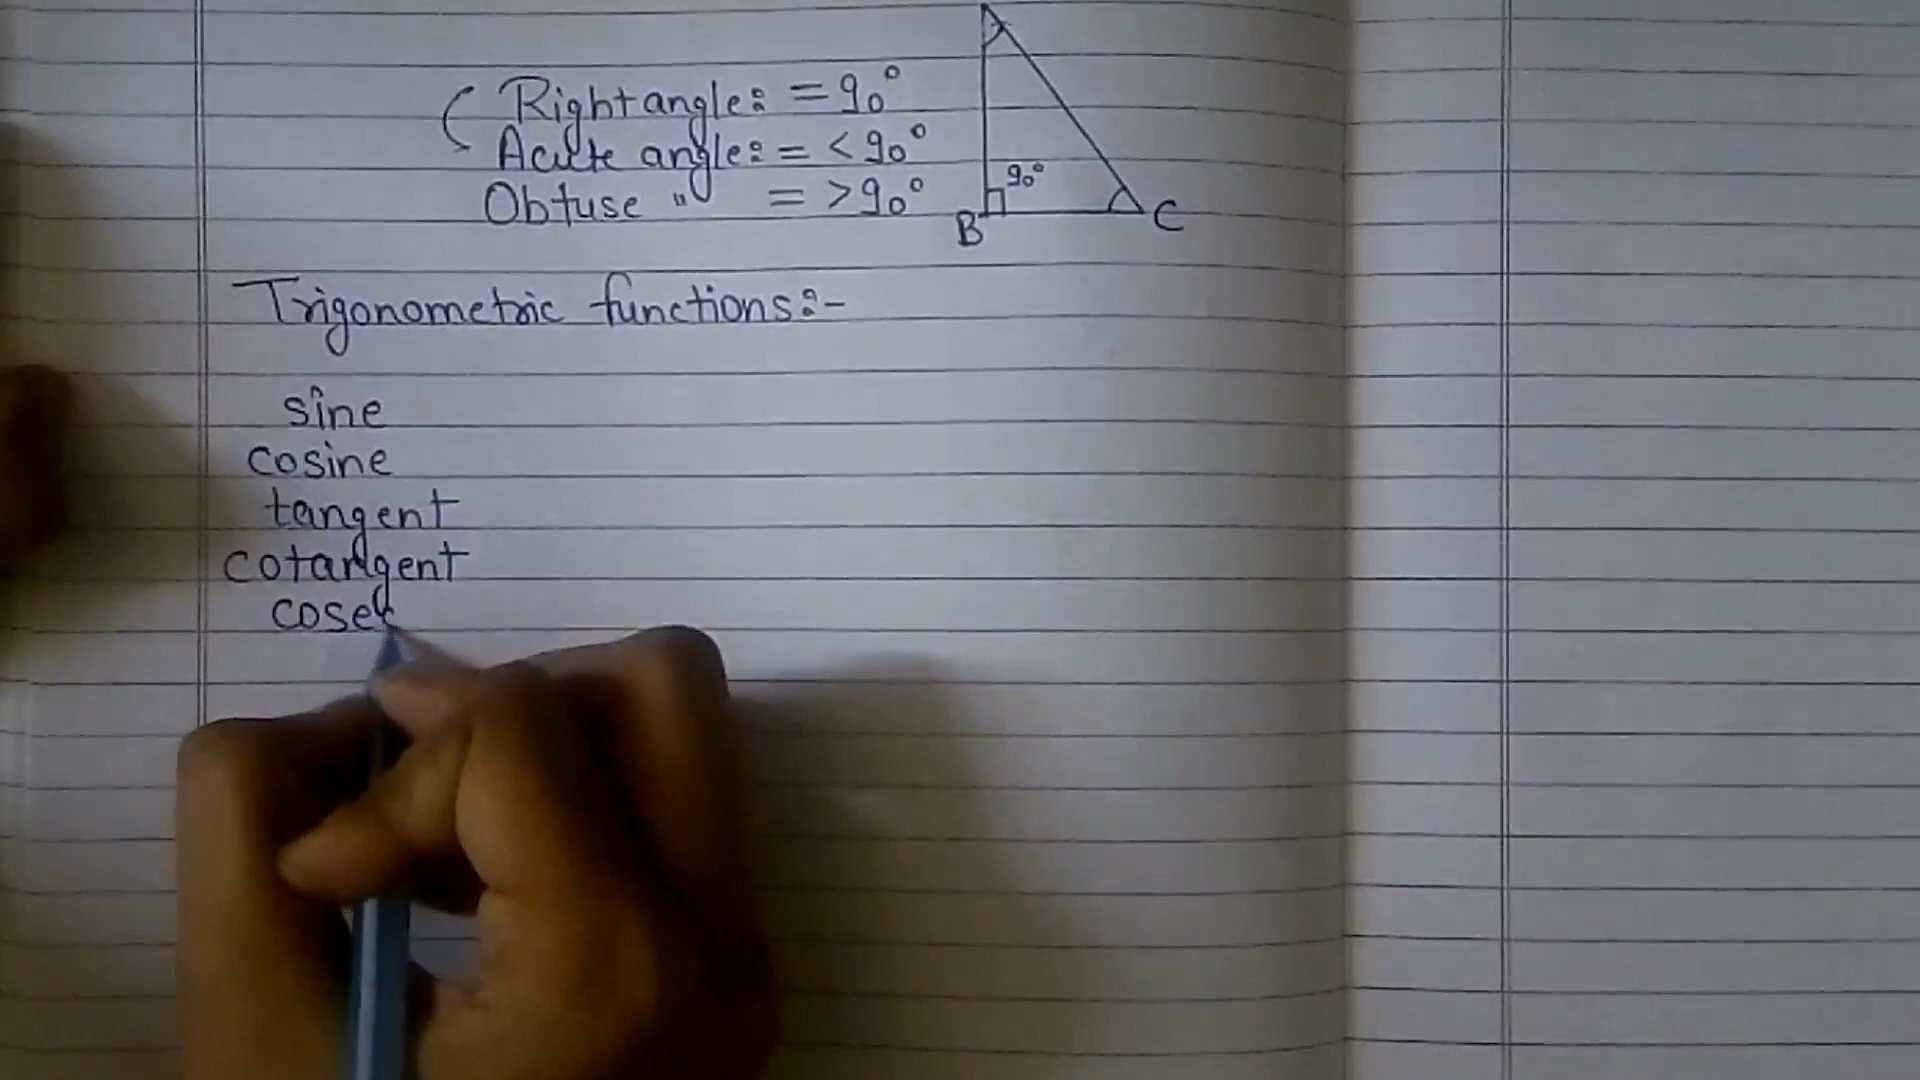 Right angle: = 90°
Acute angle: = < 90°
Obtuse " = > 90°
90°
B
C
Trigonometric functions:-
sine
cosine
tangent
cotangent
cosec